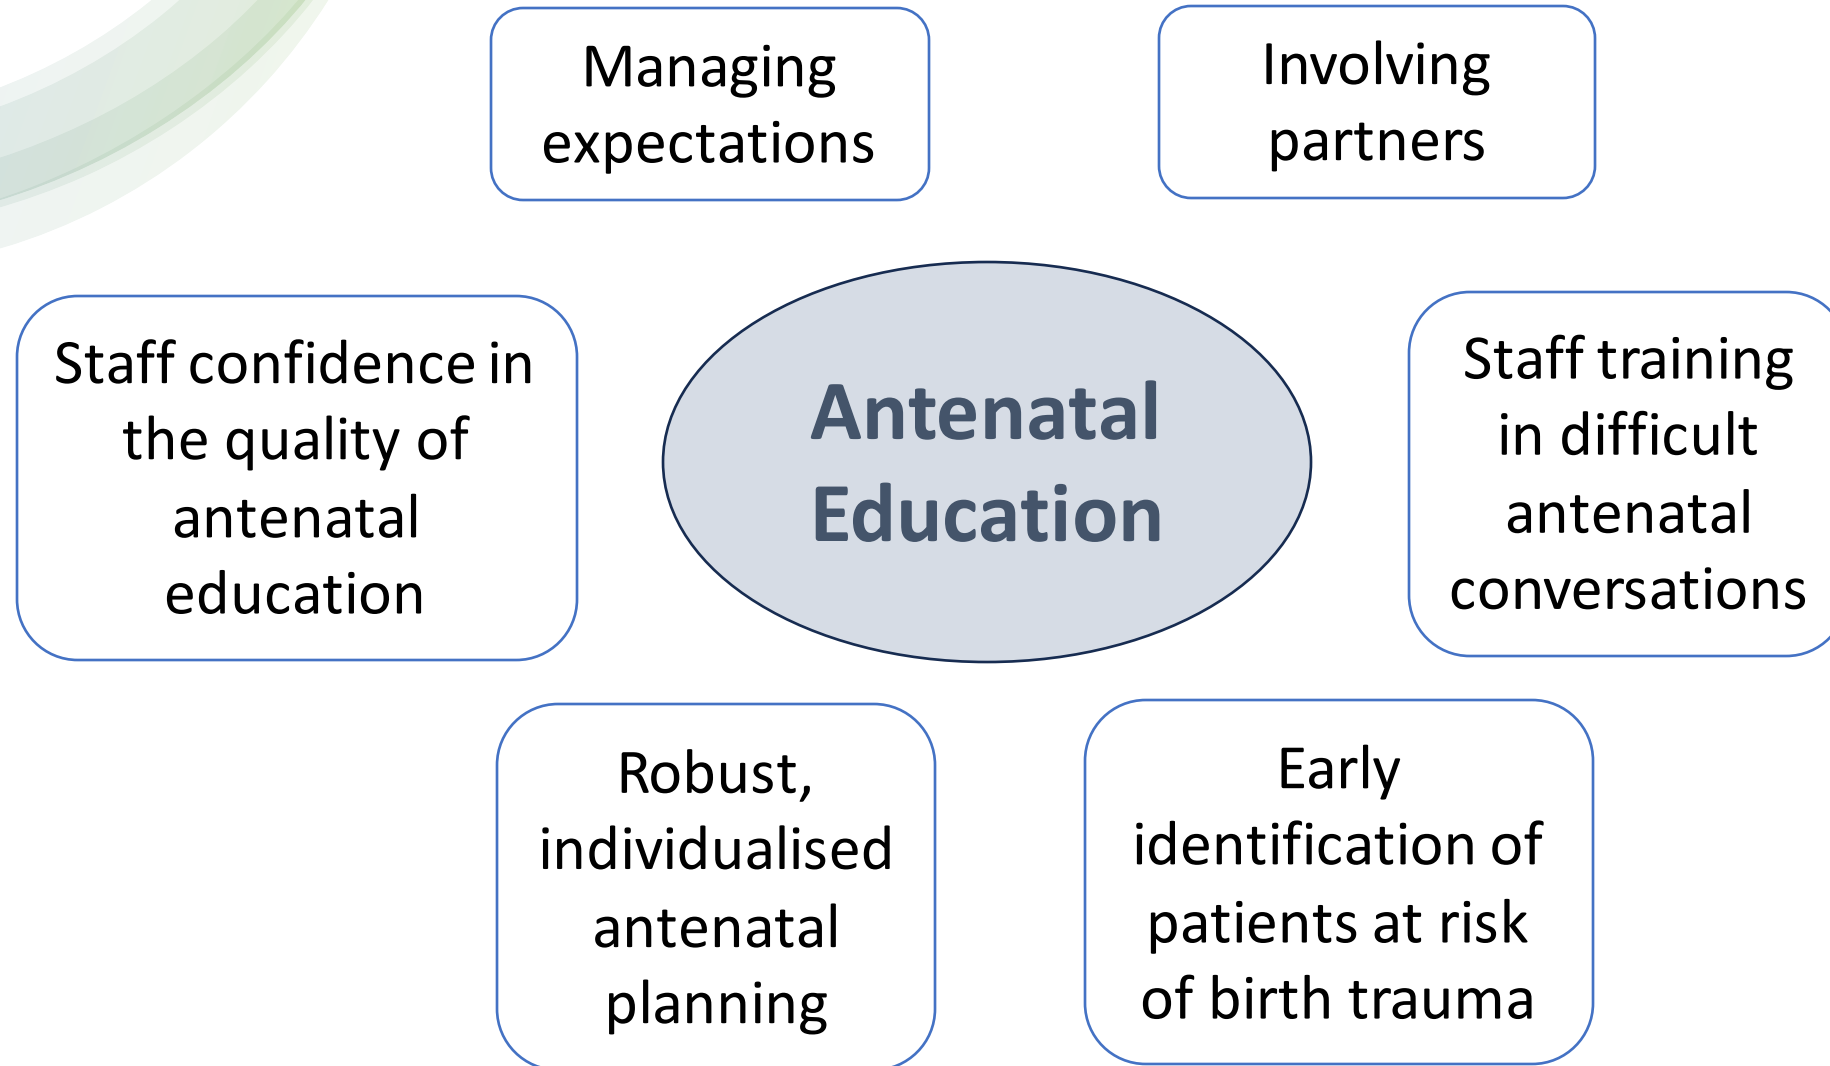 Managing
expectations
Involving
partners
Staff confidence in
the quality of
antenatal
education
Antenatal
Education
Staff training
in difficult
antenatal
conversations
Robust,
individualised
antenatal
planning
Early
identification of
patients at risk
of birth trauma